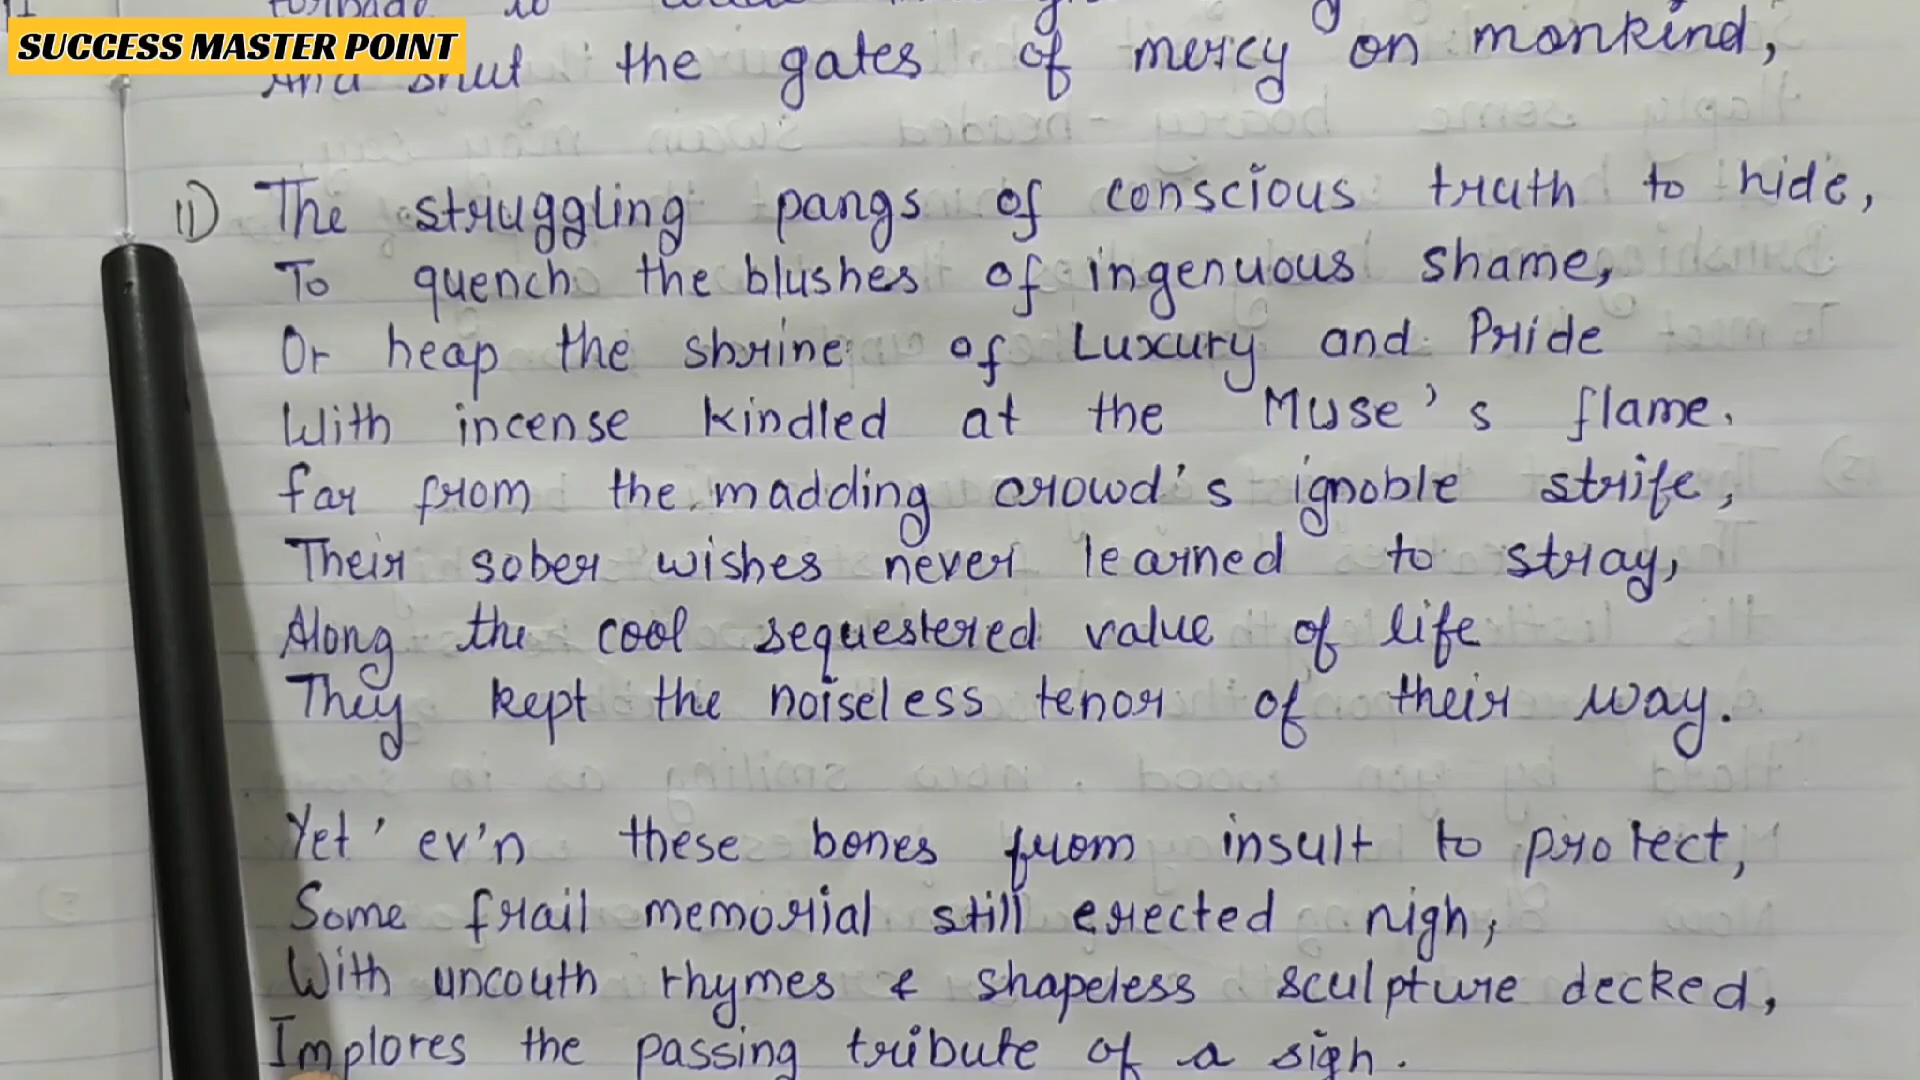 SUCCESS MASTER POINT
And shut the gates of mercy on mankind,
11) The struggling pangs of conscious truth to hide,
To quench the blushes of ingenuous shame,
Or heap the shrine of Luxury and Pride
With incense kindled at the Muse's flame.
far from the madding crowd's ignoble strife,
Their sober wishes never learned to stray,
Along the cool sequestered value of life
They kept the noiseless tenor of their way.
Yet' ev'n these bones from insult to protect,
Some frail memorial still erected nigh,
With uncouth rhymes & shapeless sculpture decked,
Implores the passing tribute of a sigh.